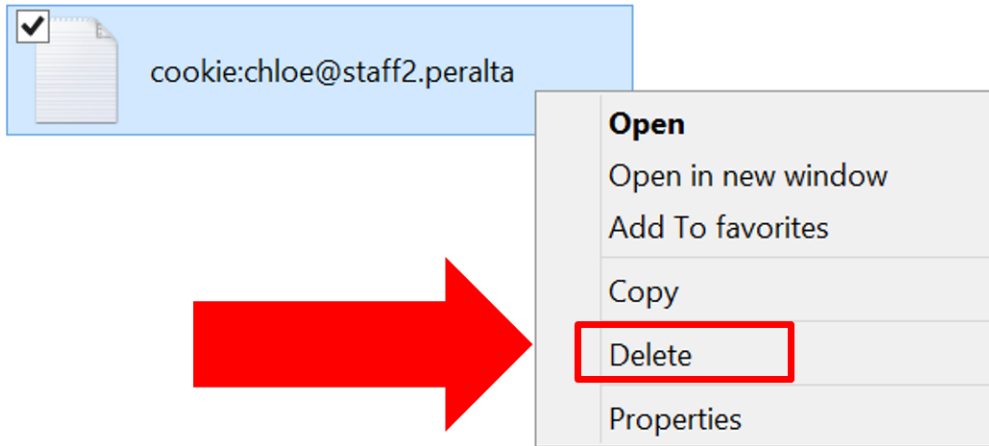 cookie:chloe@staff2.peralta
Open
Open in new window
Add To favorites
Copy
Delete
Properties